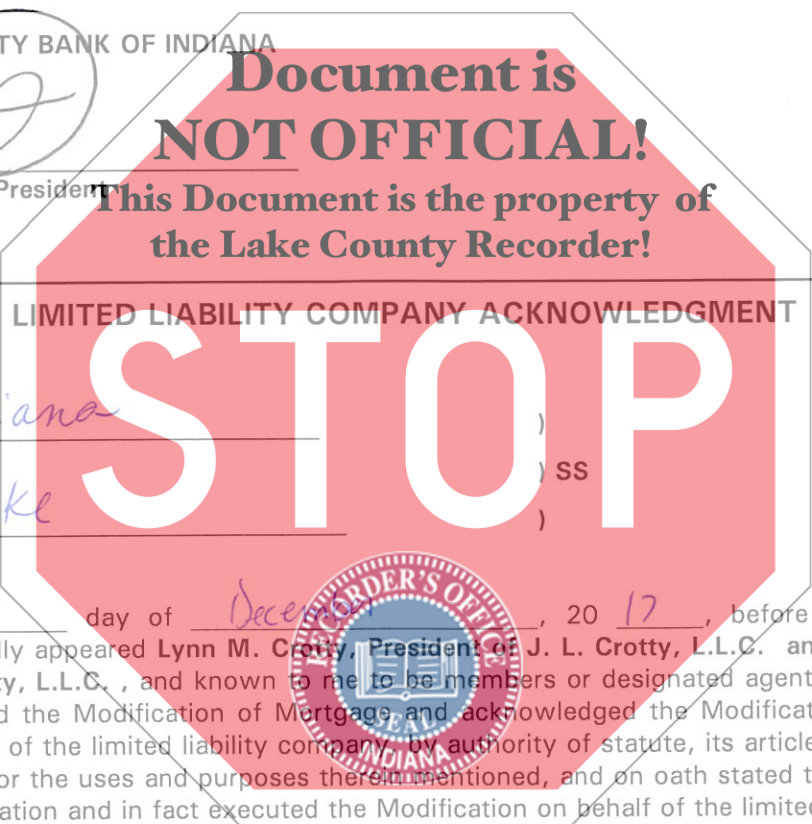 TY BANK OF INDIANA
Document is
NOT OFFICIAL!
President
This Document is the property of
the Lake County Recorder!
LIMITED LIABILITY COMPANY ACKNOWLEDGMENT
STOP
iana )
) SS
ke )
day of December, 20 17, before
lly appeared Lynn M. Crotty, President of J. L. Crotty, L.L.C. an
ty, L.L.C. , and known to me to be members or designated agent
d the Modification of Mortgage and acknowledged the Modificat
of the limited liability company, by authority of statute, its article
or the uses and purposes therein mentioned, and on oath stated t
ation and in fact executed the Modification on behalf of the limited
RECORDER'S OFFICE
SEAL
INDIANA